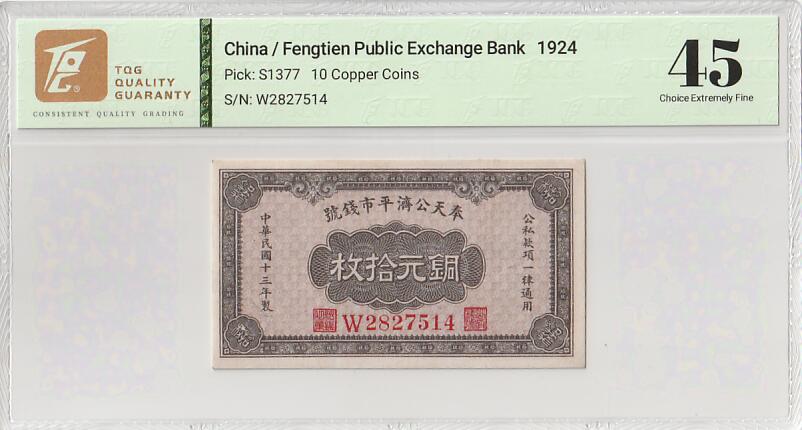 TQG
QUALITY
GUARANTY
CONSISTENT QUALITY GRADING
China / Fengtien Public Exchange Bank 1924
Pick: S1377 10 Copper Coins
S/N: W2827514
45
Choice Extremely Fine
奉天公濟平市錢號
公私款項一律通用
銅元拾枚
中華民國十三年製
W2827514